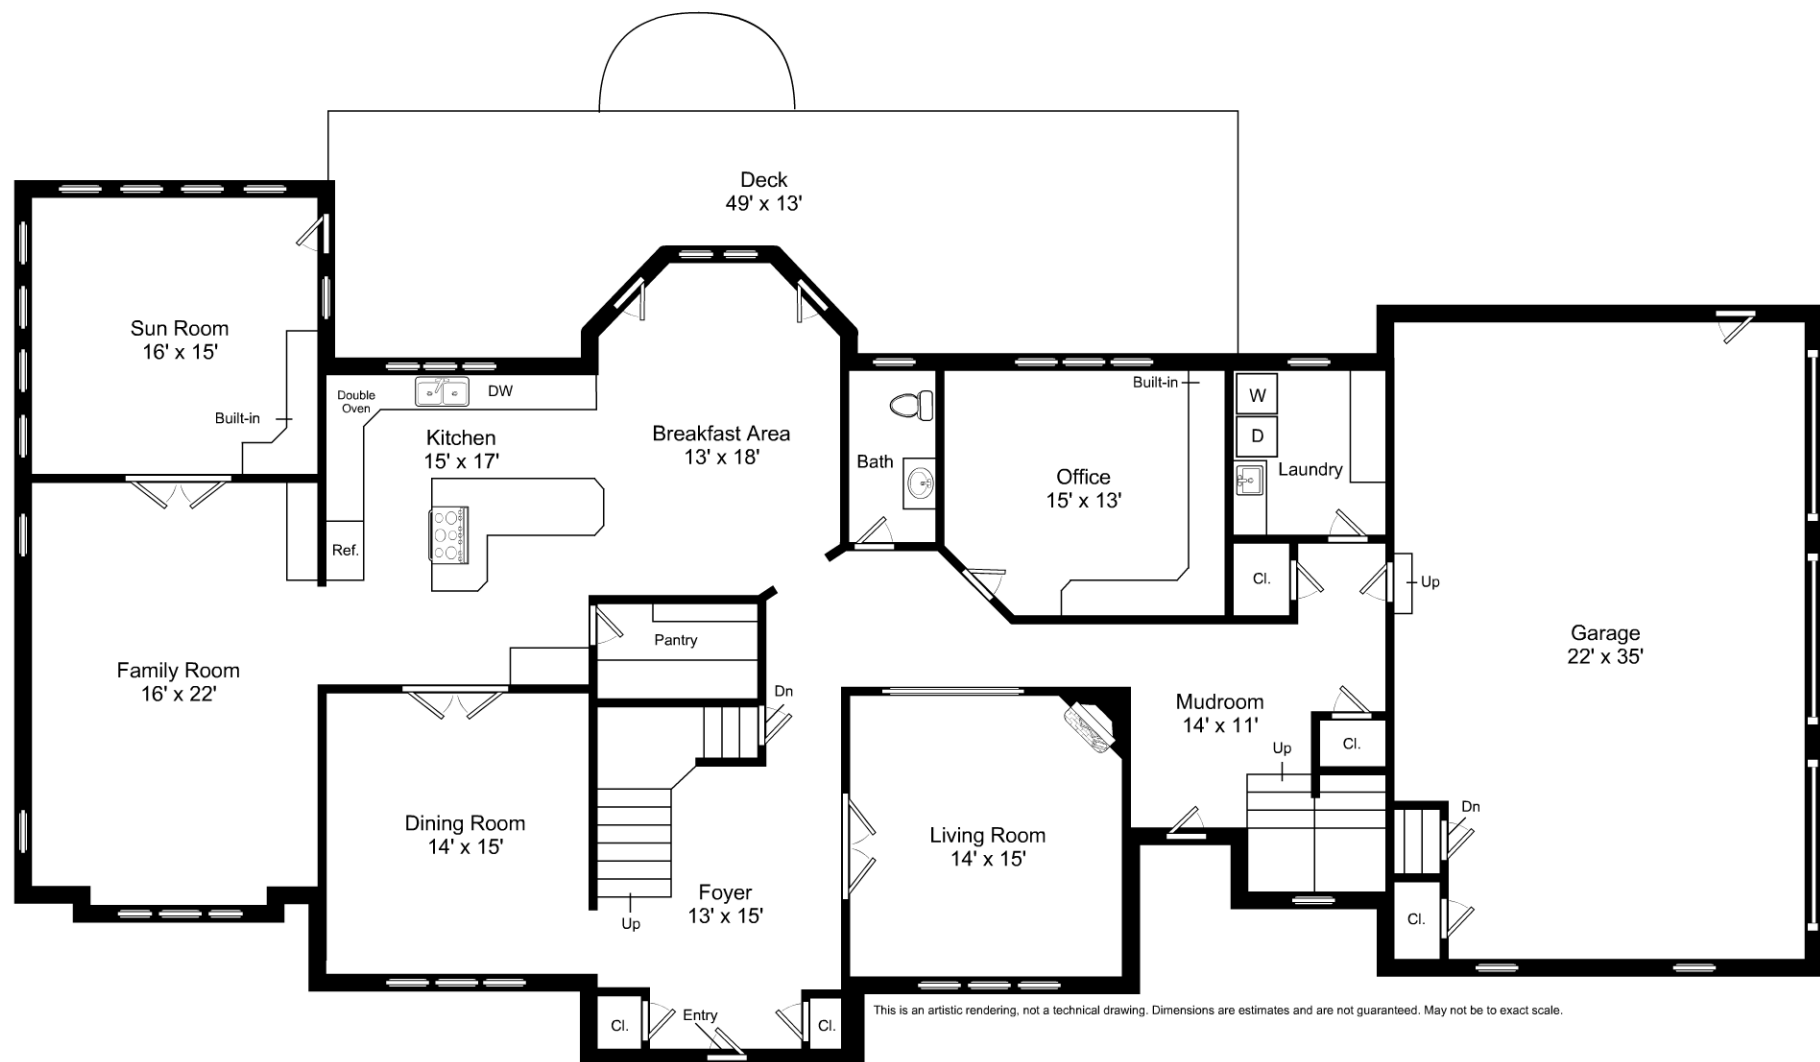 Deck
49' x 13'
Sun Room
16' x 15'
Built-in
Double
Oven
DW
Kitchen
15' x 17'
Ref.
Breakfast Area
13' x 18'
Bath
Built-in
Office
15' x 13'
W
D
Laundry
Cl.
Up
Garage
22' x 35'
Family Room
16' x 22'
Pantry
Dn
Mudroom
14' x 11'
Up
Cl.
Dining Room
14' x 15'
Up
Foyer
13' x 15'
Living Room
14' x 15'
Dn
Cl.
Cl.
Entry
Cl.
This is an artistic rendering, not a technical drawing. Dimensions are estimates and are not guaranteed. May not be to exact scale.